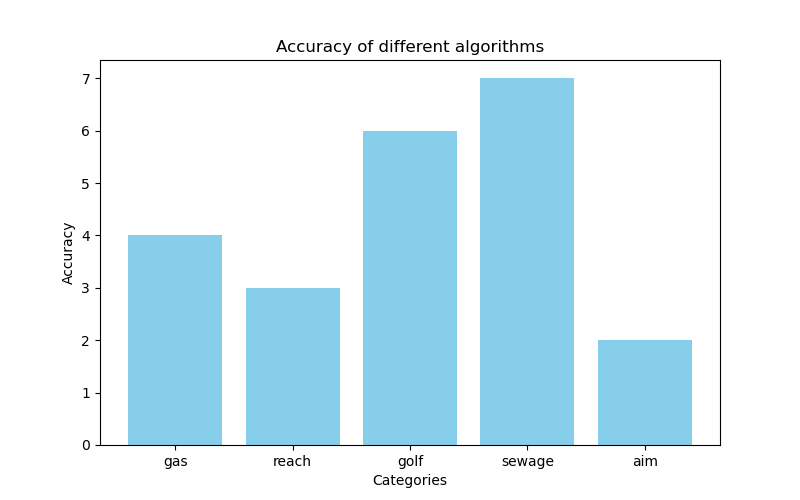 Accuracy of different algorithms
Accuracy
7
6
5
4
3
2
1
0
gas reach golf sewage aim
Categories